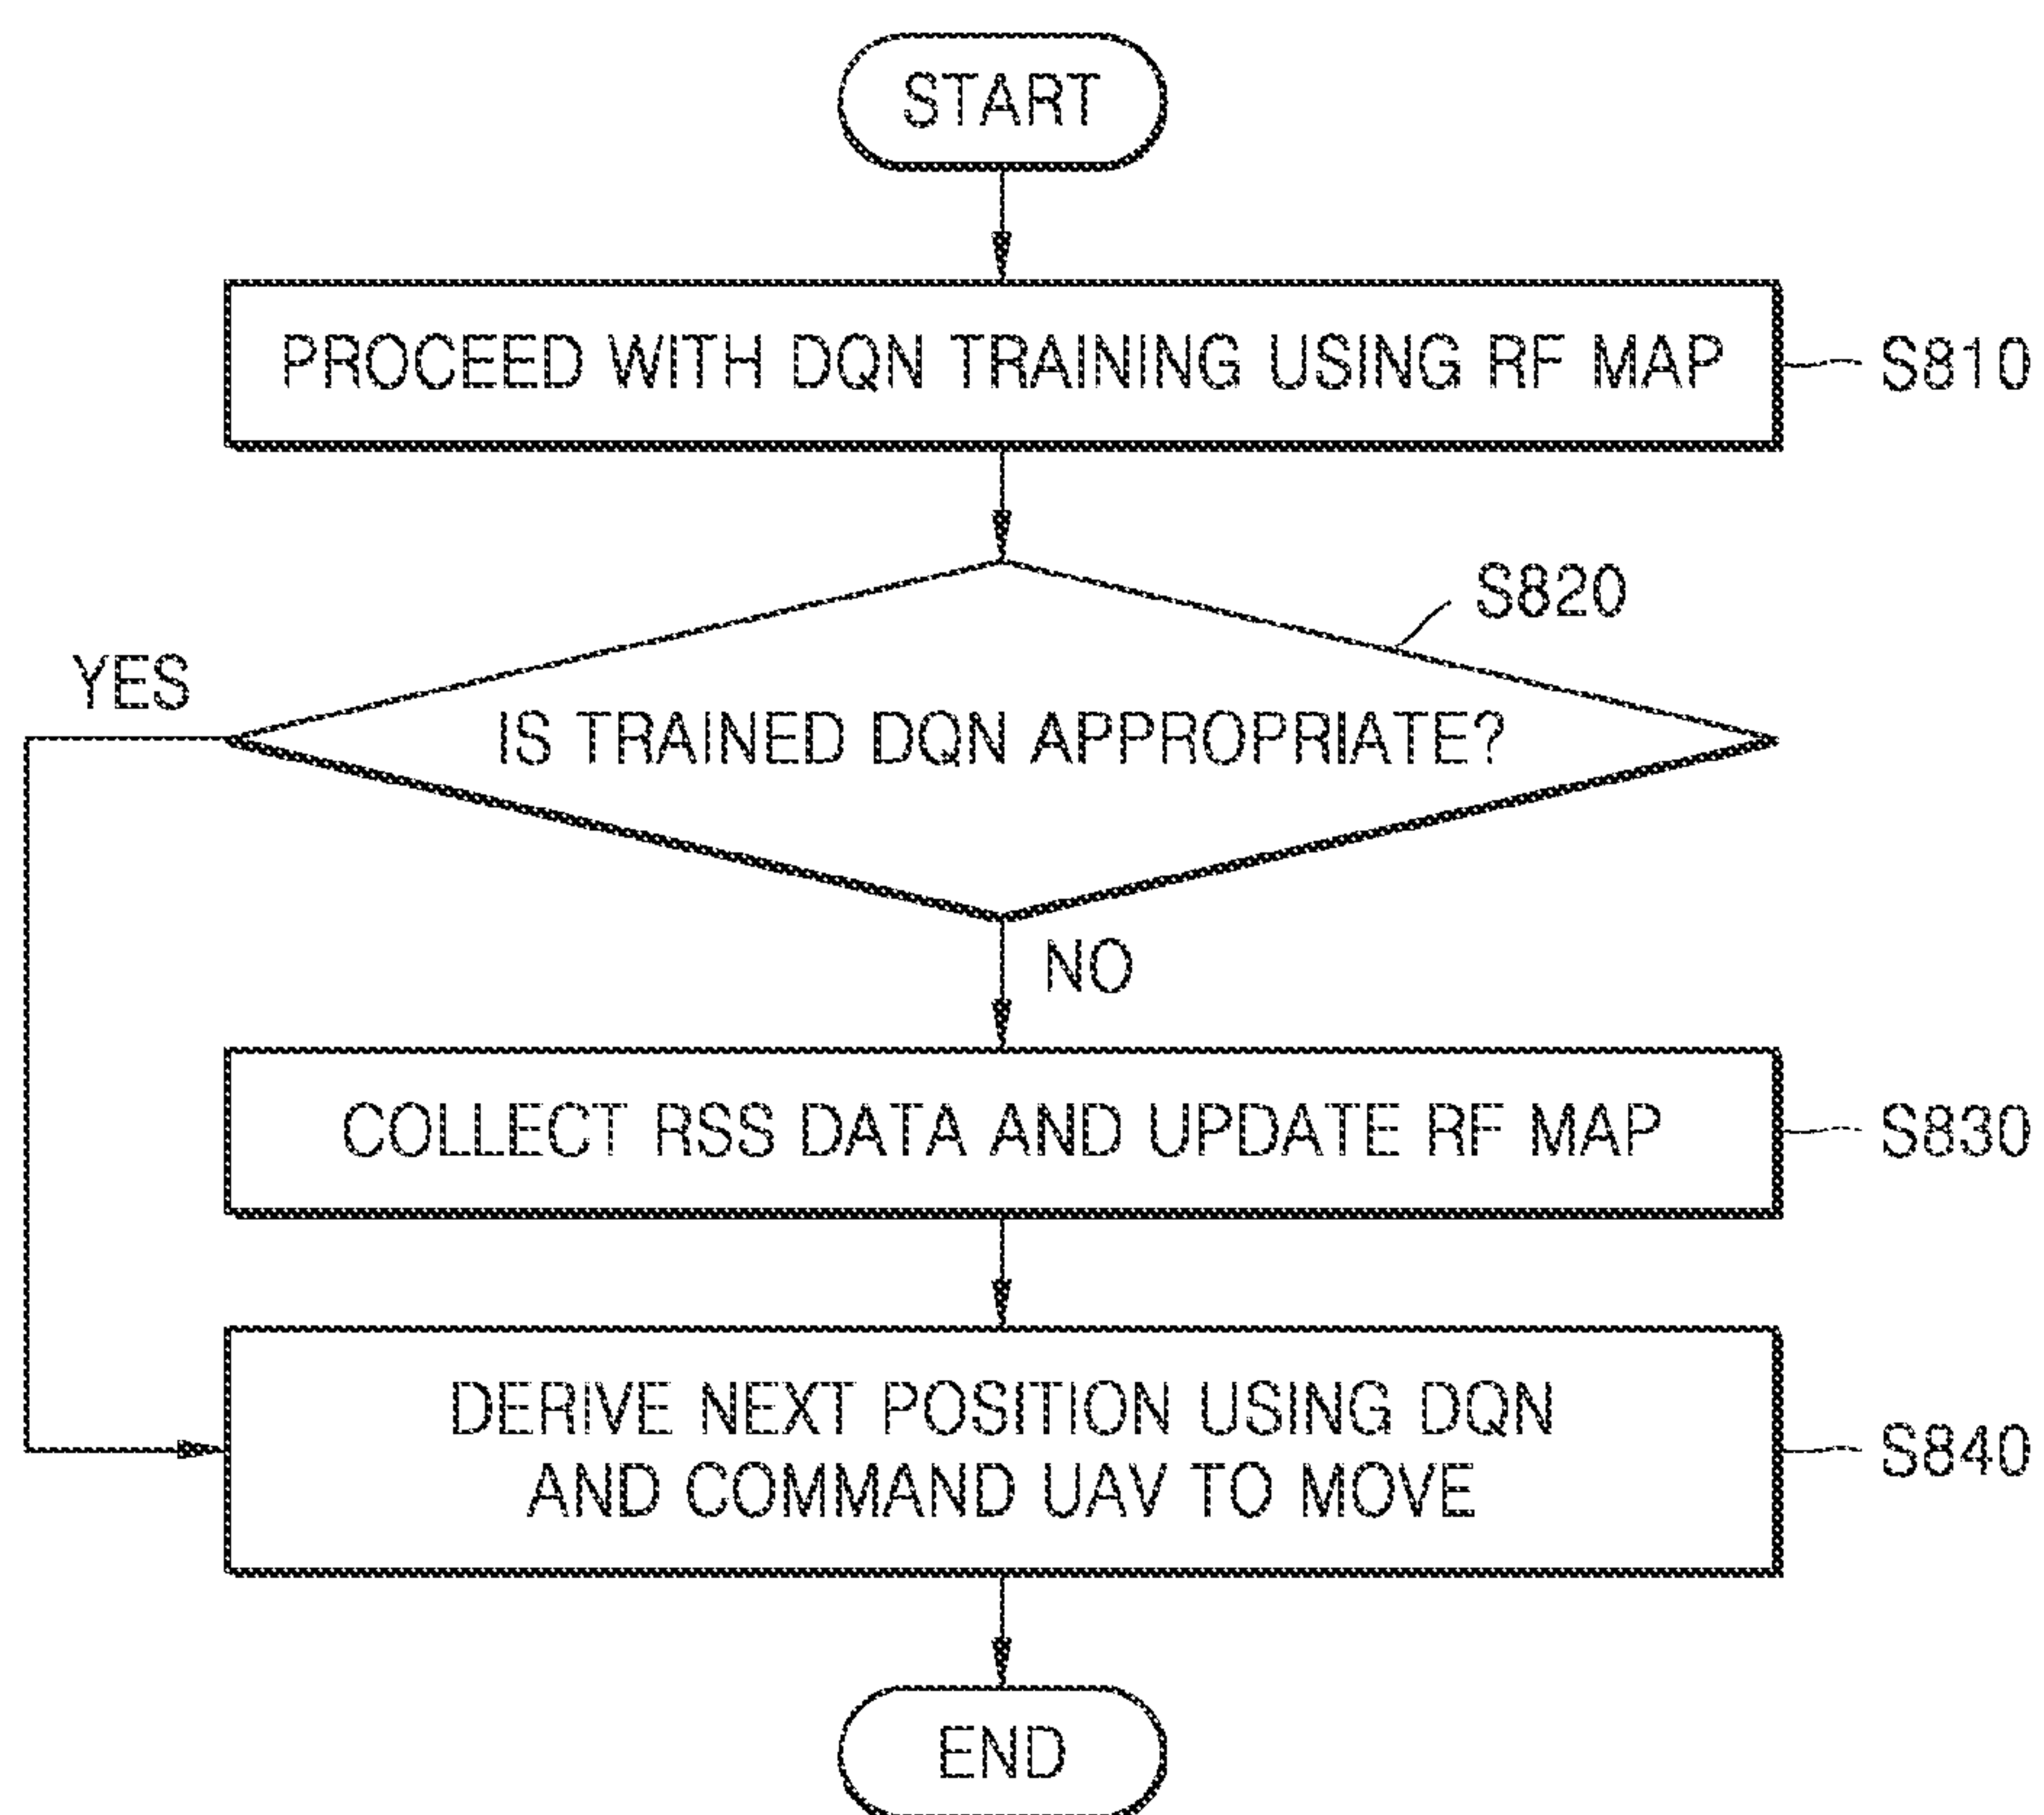 START
PROCEED WITH DQN TRAINING USING RF MAP
S810
S820
YES
IS TRAINED DQN APPROPRIATE?
NO
COLLECT RSS DATA AND UPDATE RF MAP
S830
DERIVE NEXT POSITION USING DQN
AND COMMAND UAV TO MOVE
S840
END